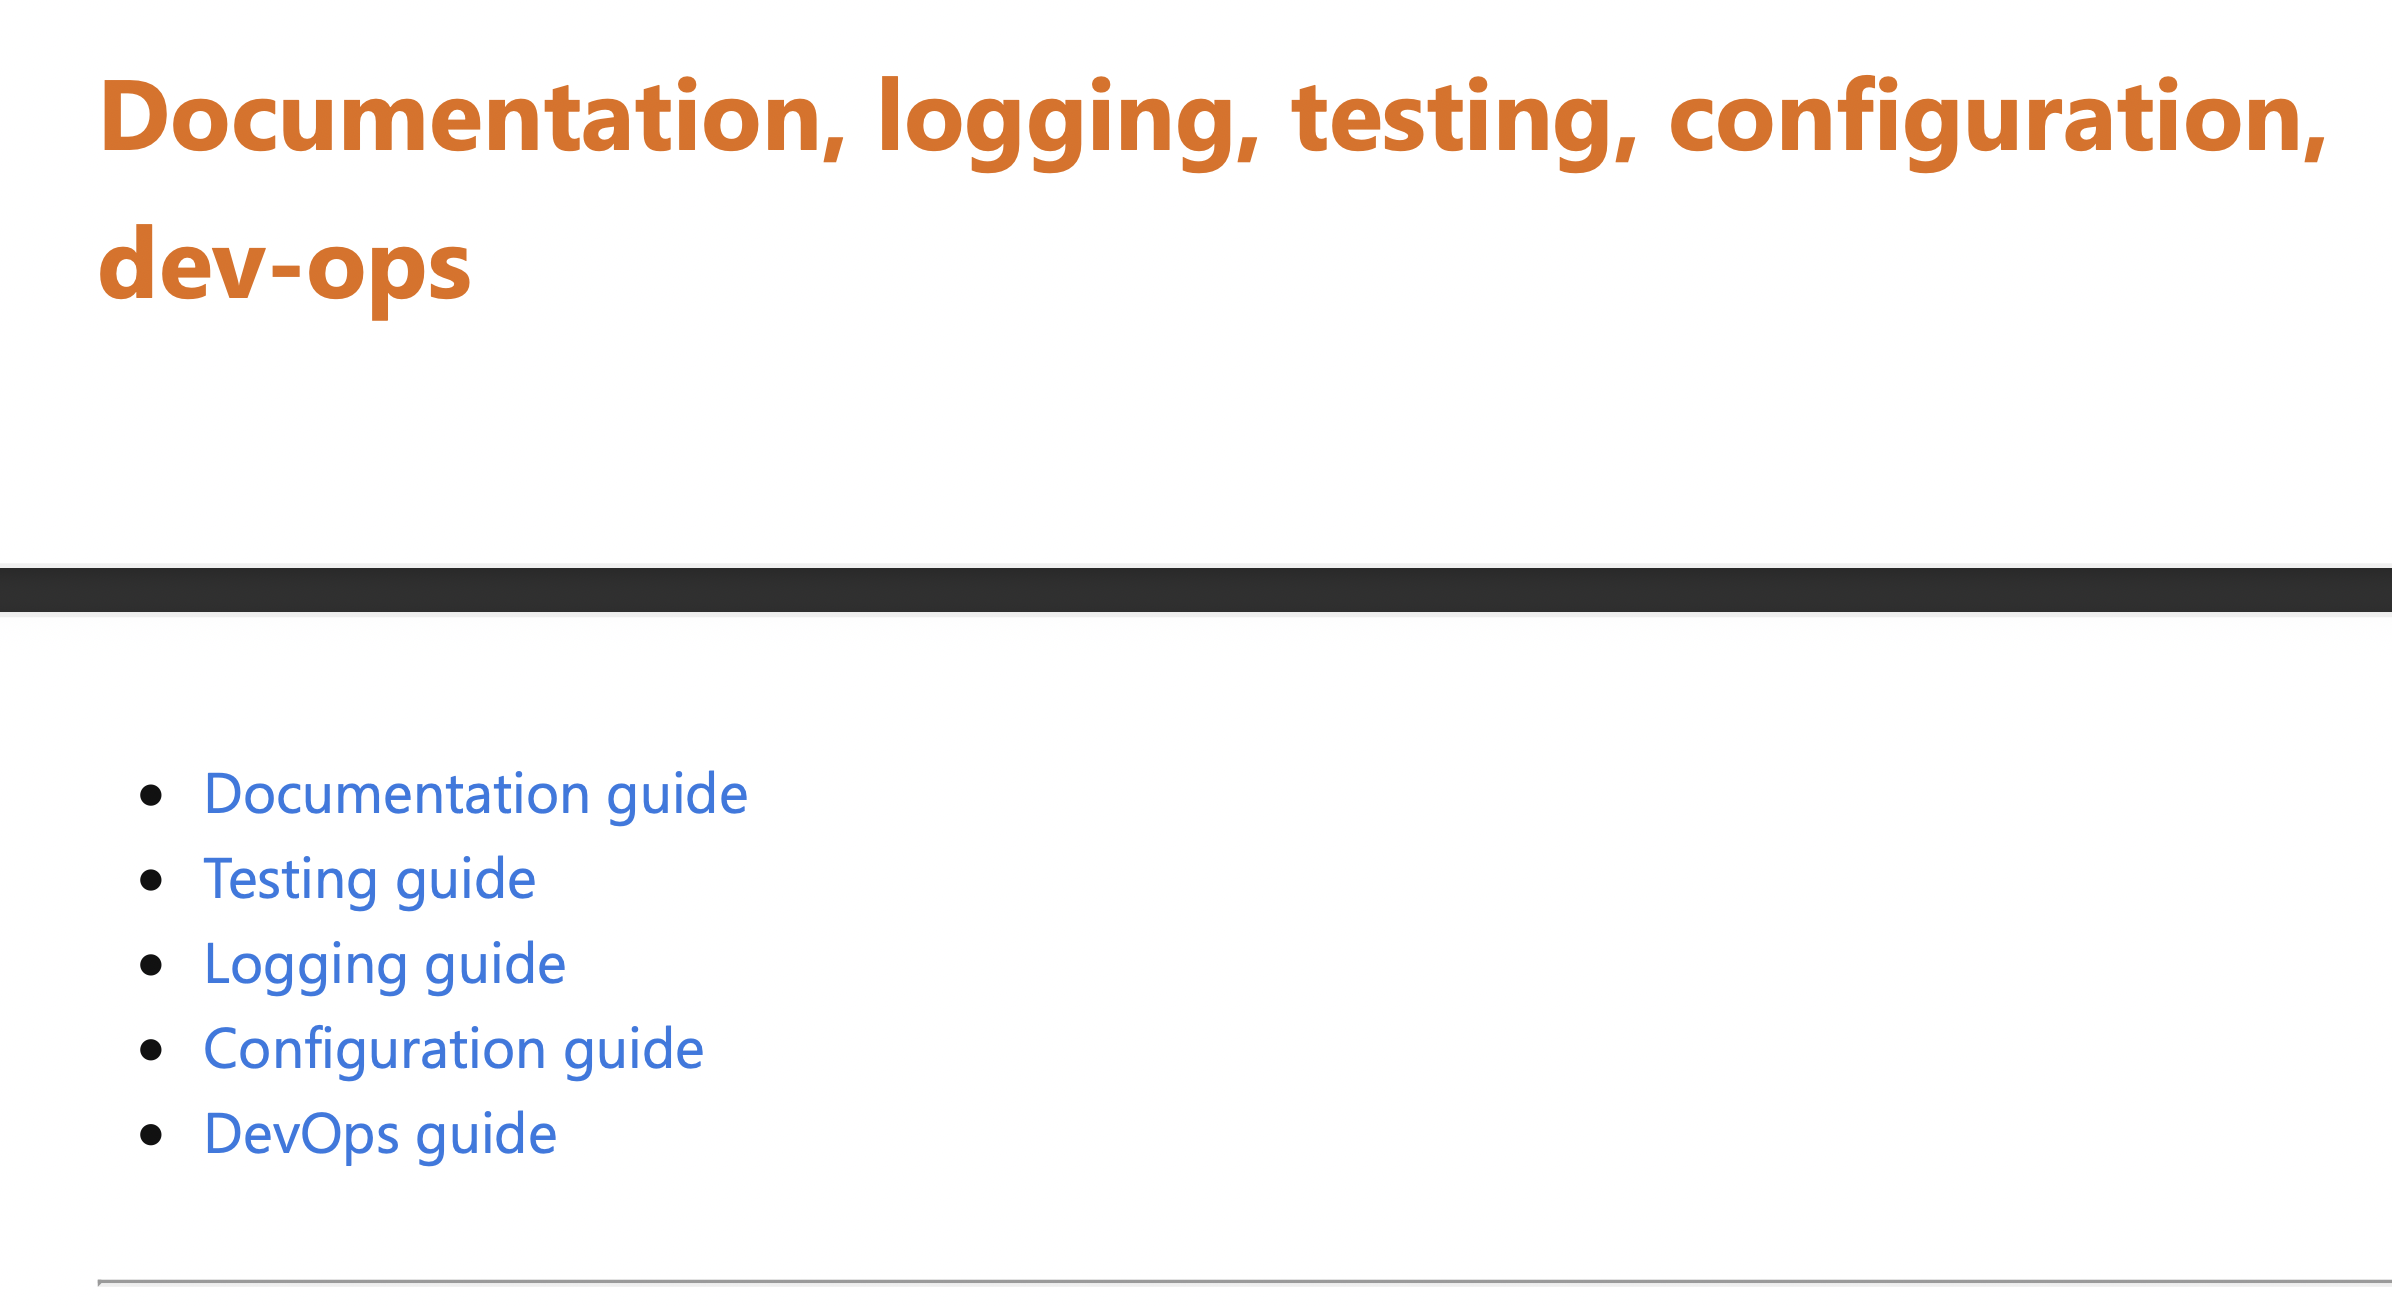 Documentation, logging, testing, configuration,
dev-ops
Documentation guide
Testing guide
Logging guide
Configuration guide
DevOps guide